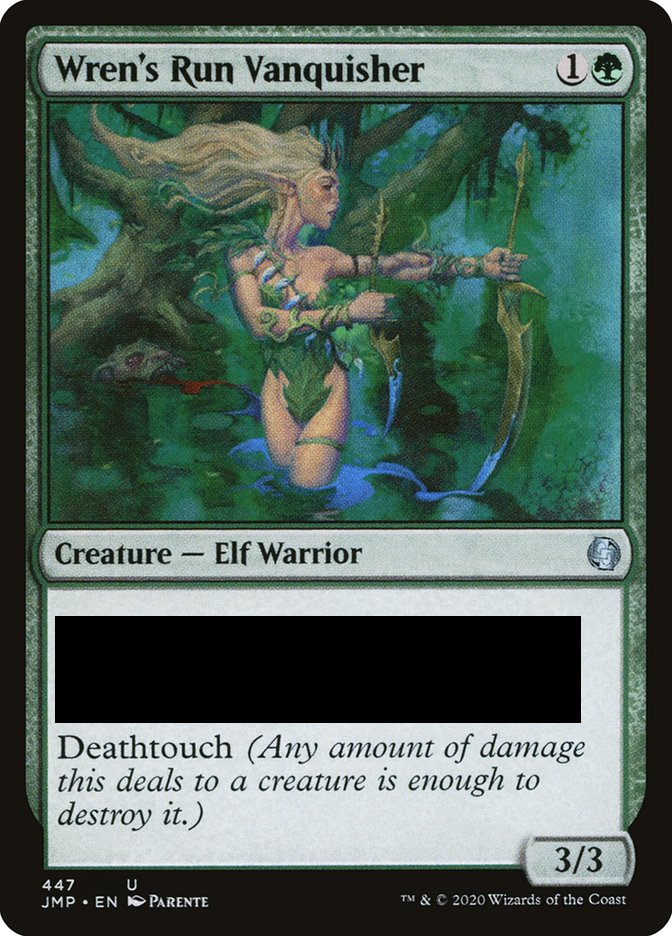 Wren's Run Vanquisher 1
Creature — Elf Warrior
Deathtouch (Any amount of damage
this deals to a creature is enough to
destroy it.)
3/3
447 U
JMP • EN Parente ™ & © 2020 Wizards of the Coast